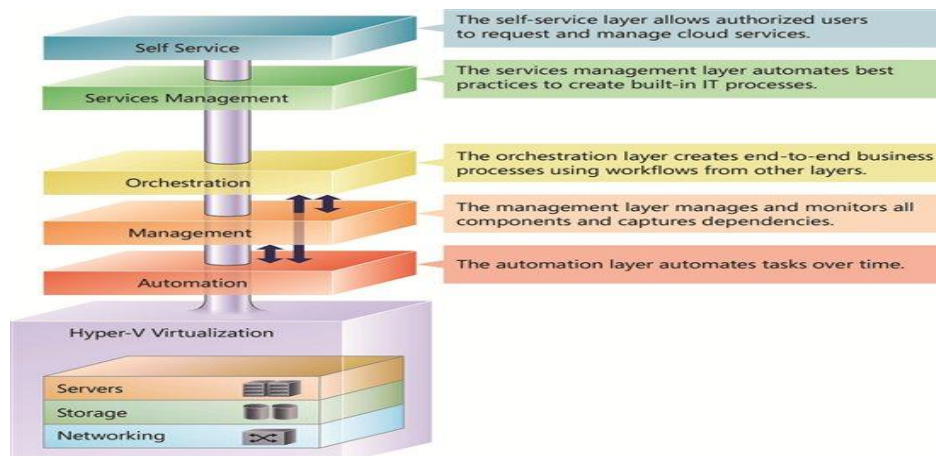 Self Service
The self-service layer allows authorized users
to request and manage cloud services.
Services Management
The services management layer automates best
practices to create built-in IT processes.
Orchestration
The orchestration layer creates end-to-end business
processes using workflows from other layers.
Management
The management layer manages and monitors all
components and captures dependencies.
Automation
The automation layer automates tasks over time.
Hyper-V Virtualization
Servers
Storage
Networking